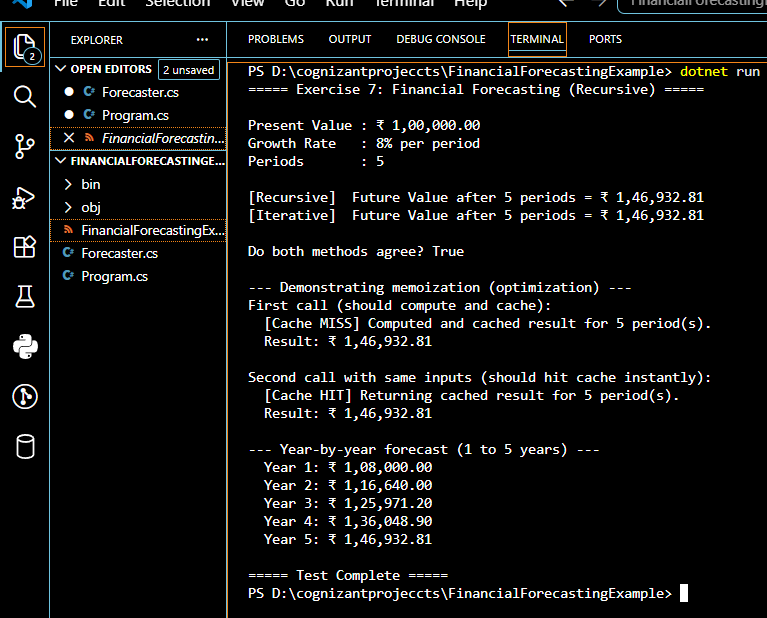 File Edit Selection View Go Run Terminal Help
FinancialForecasting
EXPLORER ···
OPEN EDITORS 2 unsaved
C# Forecaster.cs
C# Program.cs
FinancialForecastin...
FINANCIALFORECASTINGE...
bin
obj
FinancialForecastingEx...
C# Forecaster.cs
C# Program.cs
2
PROBLEMS OUTPUT DEBUG CONSOLE TERMINAL PORTS
PS D:\cognizantprojeccts\FinancialForecastingExample> dotnet run
===== Exercise 7: Financial Forecasting (Recursive) =====
Present Value : ₹ 1,00,000.00
Growth Rate   : 8% per period
Periods       : 5
[Recursive]  Future Value after 5 periods = ₹ 1,46,932.81
[Iterative]  Future Value after 5 periods = ₹ 1,46,932.81
Do both methods agree? True
--- Demonstrating memoization (optimization) ---
First call (should compute and cache):
  [Cache MISS] Computed and cached result for 5 period(s).
  Result: ₹ 1,46,932.81
Second call with same inputs (should hit cache instantly):
  [Cache HIT] Returning cached result for 5 period(s).
  Result: ₹ 1,46,932.81
--- Year-by-year forecast (1 to 5 years) ---
  Year 1: ₹ 1,08,000.00
  Year 2: ₹ 1,16,640.00
  Year 3: ₹ 1,25,971.20
  Year 4: ₹ 1,36,048.90
  Year 5: ₹ 1,46,932.81
===== Test Complete =====
PS D:\cognizantprojeccts\FinancialForecastingExample>